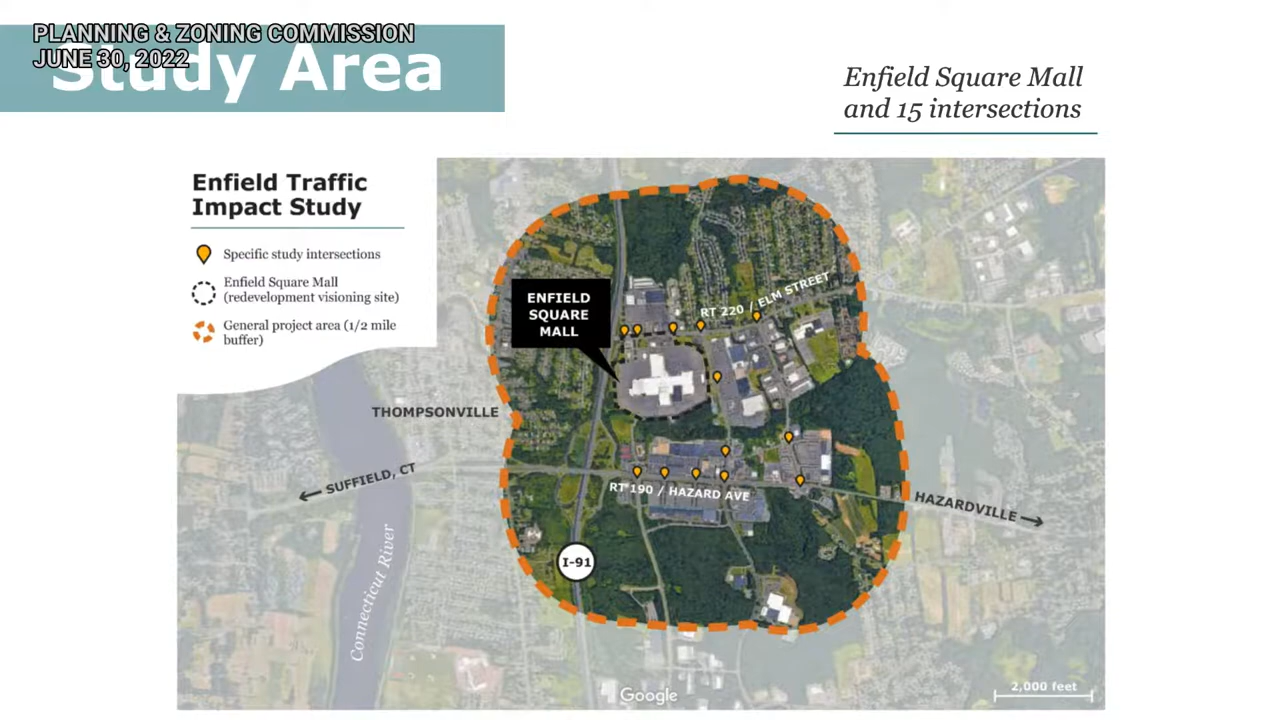 PLANNING & ZONING COMMISSION
JUNE 30, 2022
Study Area
Enfield Square Mall
and 15 intersections
Enfield Traffic
Impact Study
Specific study intersections
Enfield Square Mall
(redevelopment visioning site)
General project area (1/2 mile
buffer)
ENFIELD
SQUARE
MALL
RT 220 / ELM STREET
THOMPSONVILLE
SUFFIELD, CT
RT 190 / HAZARD AVE
HAZARDVILLE
I-91
Connecticut River
Google
2,000 feet